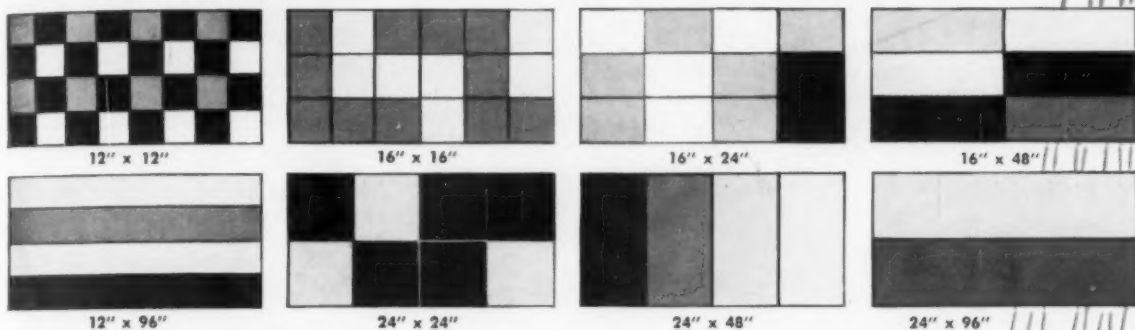 12" x 12"
16" x 16"
16" x 24"
16" x 48"
12" x 96"
24" x 24"
24" x 48"
24" x 96"